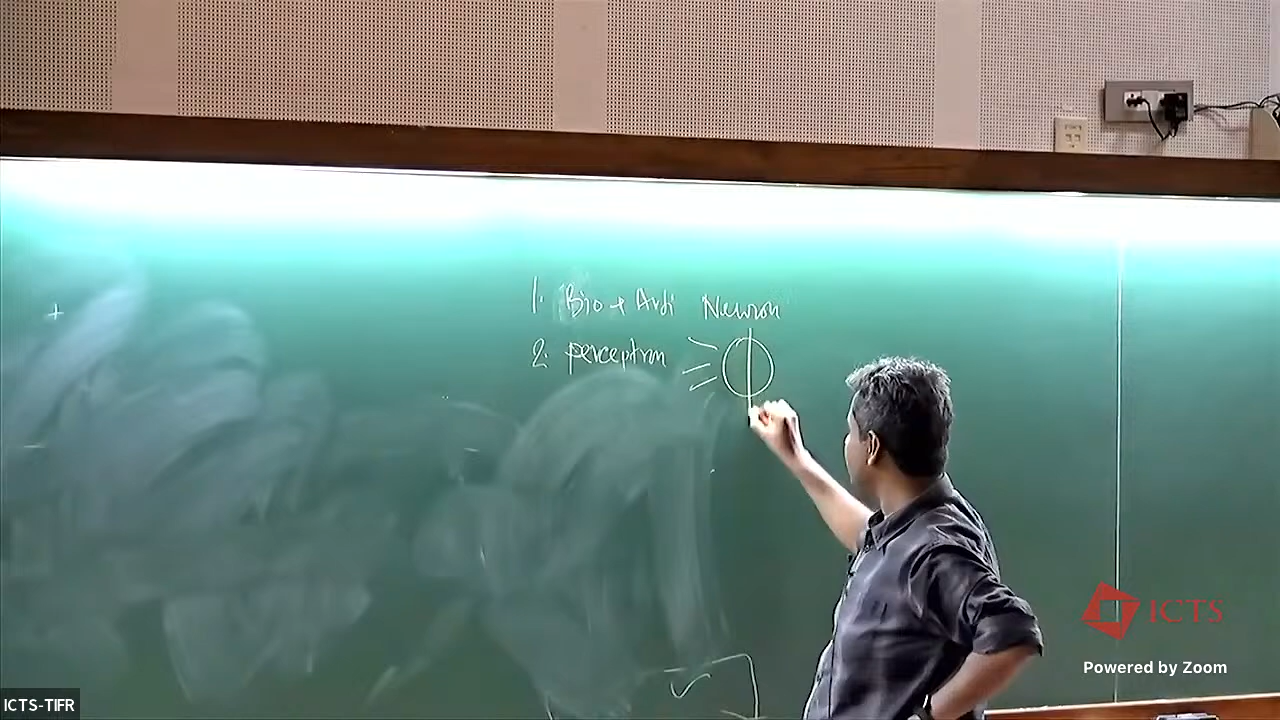 1. Bio + Arti Neuron
2. perceptron
ICTS
Powered by Zoom
ICTS-TIFR